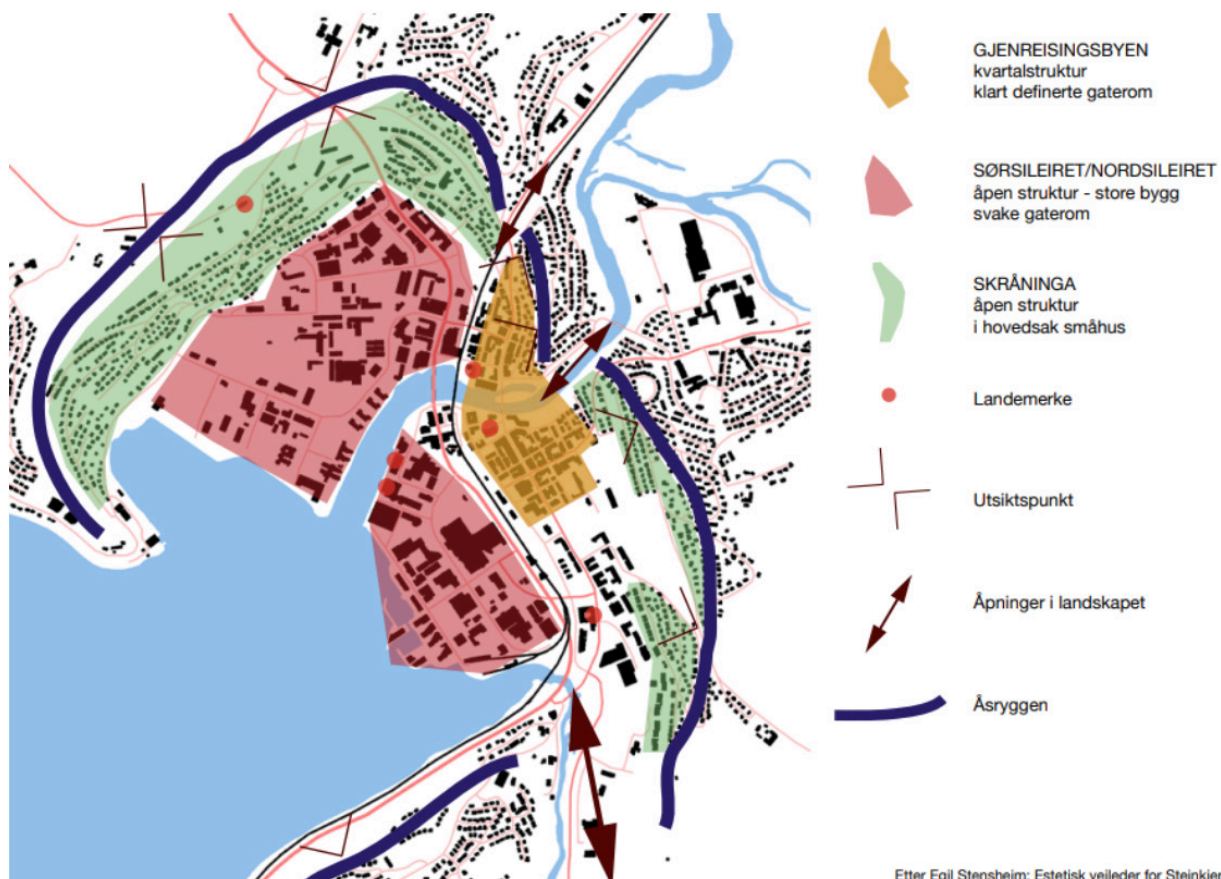 GJENREISINGSBYEN
kvartalstruktur
klart definerte gaterom
SØRSILEIRET/NORDSILEIRET
åpen struktur - store bygg
svake gaterom
SKRÅNINGA
åpen struktur
i hovedsak småhus
Landemerke
Utsiktspunkt
Åpninger i landskapet
Åsryggen
Etter Egil Stensheim: Estetisk veileder for Steinkjer